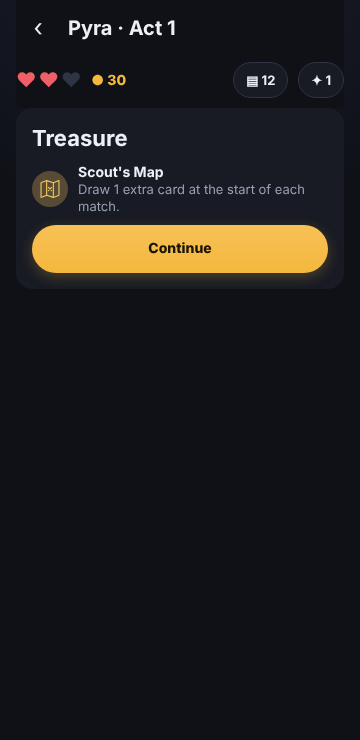 Pyra · Act 1
30
12
1
Treasure
Scout's Map
Draw 1 extra card at the start of each
match.
Continue